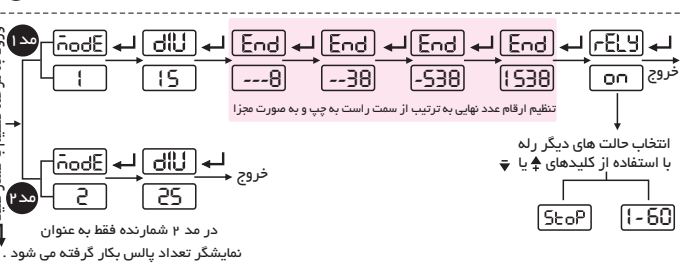 مد ۱
nodE
dIU
End
End
End
End
rELY
1
15
---8
--38
-538
1538
on
خروج
تنظیم ارقام عدد نهایی به ترتیب از سمت راست به چپ و به صورت مجزا
انتخاب حالت های دیگر رله
با استفاده از کلیدهای یا
StoP
1-60
nodE
dIU
خروج
مد ۲
2
25
در مد ۲ شمارنده فقط به عنوان
نمایشگر تعداد پالس بکار گرفته می شود .